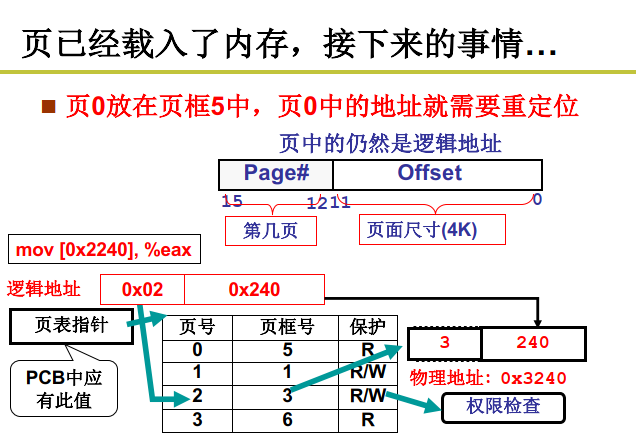 页已经载入了内存，接下来的事情…
页0放在页框5中，页0中的地址就需要重定位
页中的仍然是逻辑地址
Page# Offset
15 12 11 0
第几页 页面尺寸(4K)
mov [0x2240], %eax
逻辑地址 0x02 0x240
页表指针
PCB中应
有此值
页号 页框号 保护
0 5 R
1 1 R/W
2 3 R/W
3 6 R
3 240
物理地址: 0x3240
权限检查